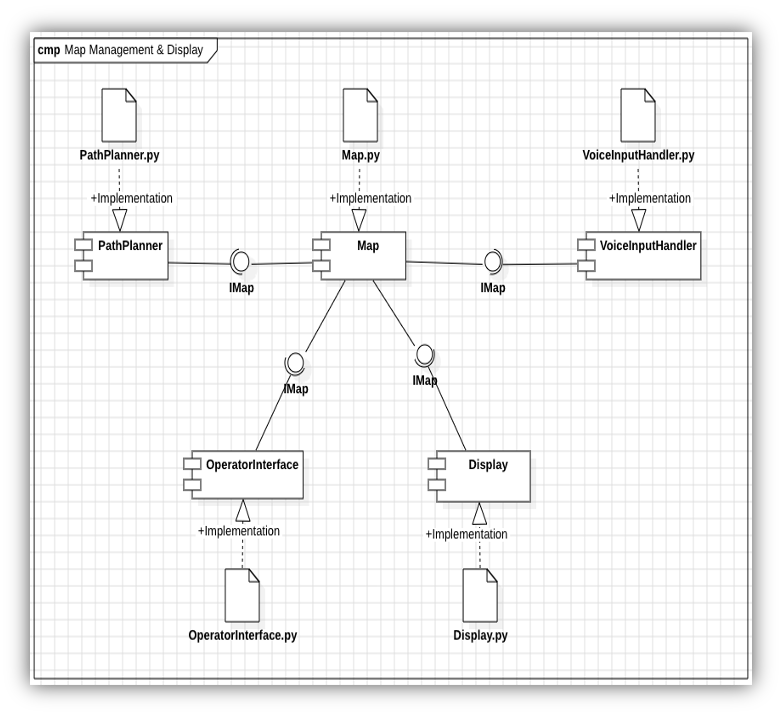 cmp Map Management & Display
PathPlanner.py
Map.py
VoiceInputHandler.py
+Implementation
+Implementation
+Implementation
PathPlanner
Map
VoiceInputHandler
IMap
IMap
IMap
IMap
OperatorInterface
Display
+Implementation
+Implementation
OperatorInterface.py
Display.py